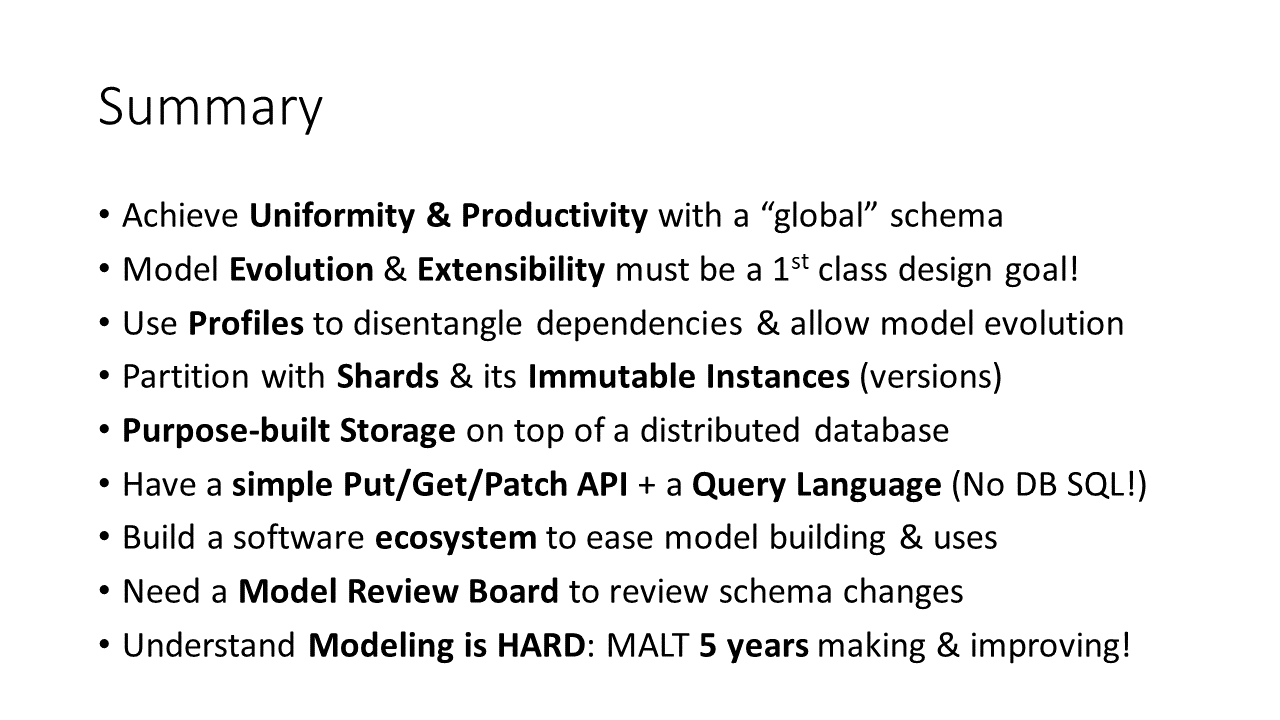 Summary
• Achieve Uniformity & Productivity with a “global” schema
• Model Evolution & Extensibility must be a 1st class design goal!
• Use Profiles to disentangle dependencies & allow model evolution
• Partition with Shards & its Immutable Instances (versions)
• Purpose-built Storage on top of a distributed database
• Have a simple Put/Get/Patch API + a Query Language (No DB SQL!)
• Build a software ecosystem to ease model building & uses
• Need a Model Review Board to review schema changes
• Understand Modeling is HARD: MALT 5 years making & improving!